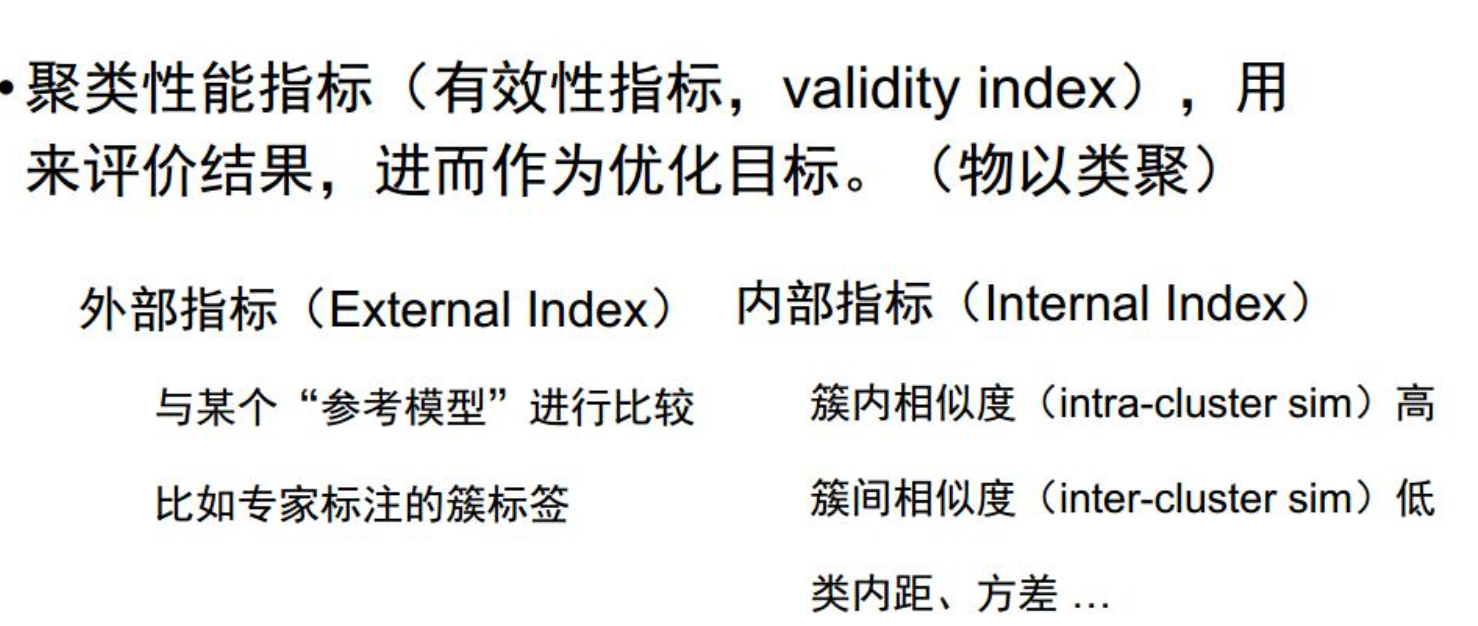 •聚类性能指标（有效性指标，validity index），用
来评价结果，进而作为优化目标。（物以类聚）
外部指标（External Index）
与某个“参考模型”进行比较
比如专家标注的簇标签
内部指标（Internal Index）
簇内相似度（intra-cluster sim）高
簇间相似度（inter-cluster sim）低
类内距、方差 ...